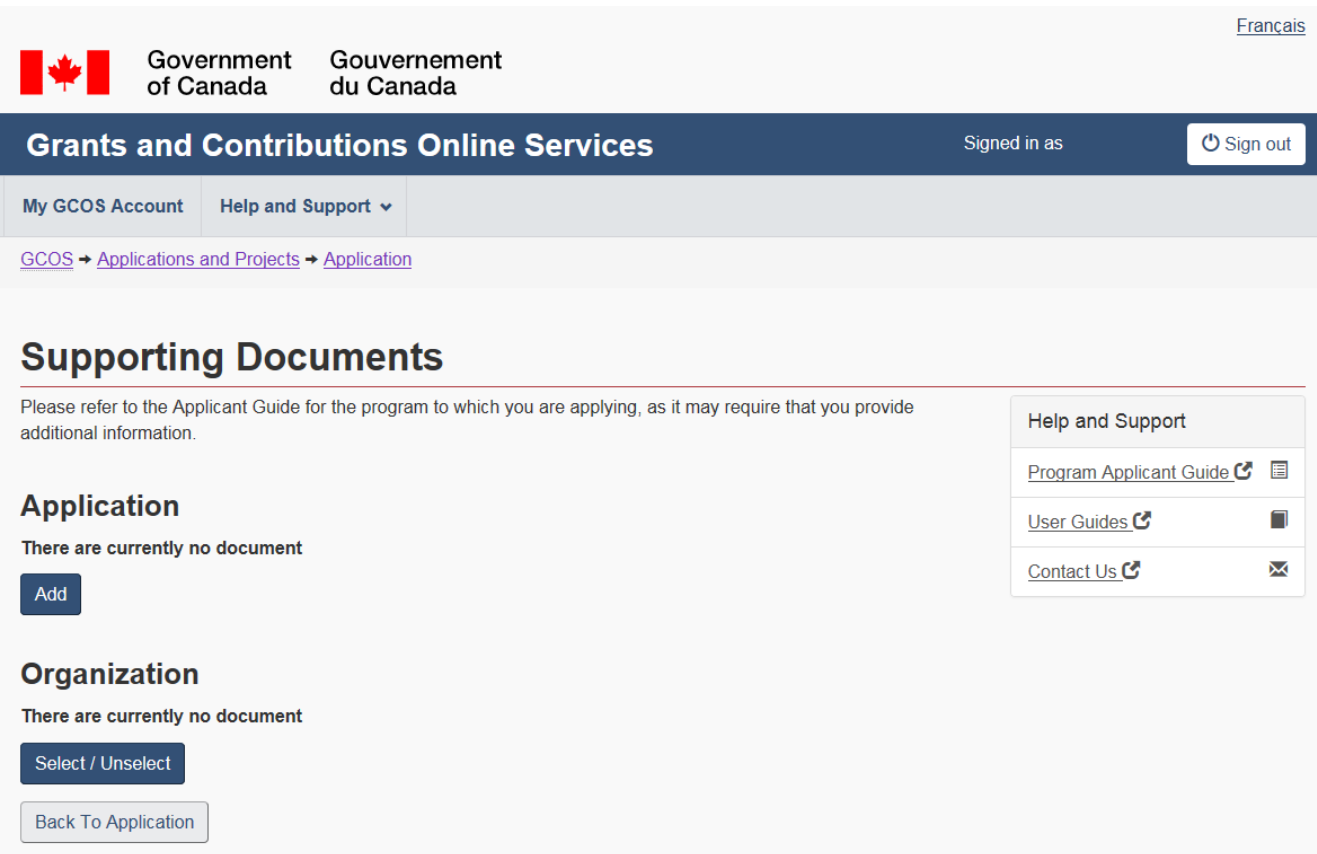 Français
Government Gouvernement
of Canada du Canada
Grants and Contributions Online Services Signed in as Sign out
My GCOS Account Help and Support
GCOS ➔ Applications and Projects ➔ Application
Supporting Documents
Please refer to the Applicant Guide for the program to which you are applying, as it may require that you provide
additional information.
Help and Support
Program Applicant Guide
User Guides
Contact Us
Application
There are currently no document
Add
Organization
There are currently no document
Select / Unselect
Back To Application